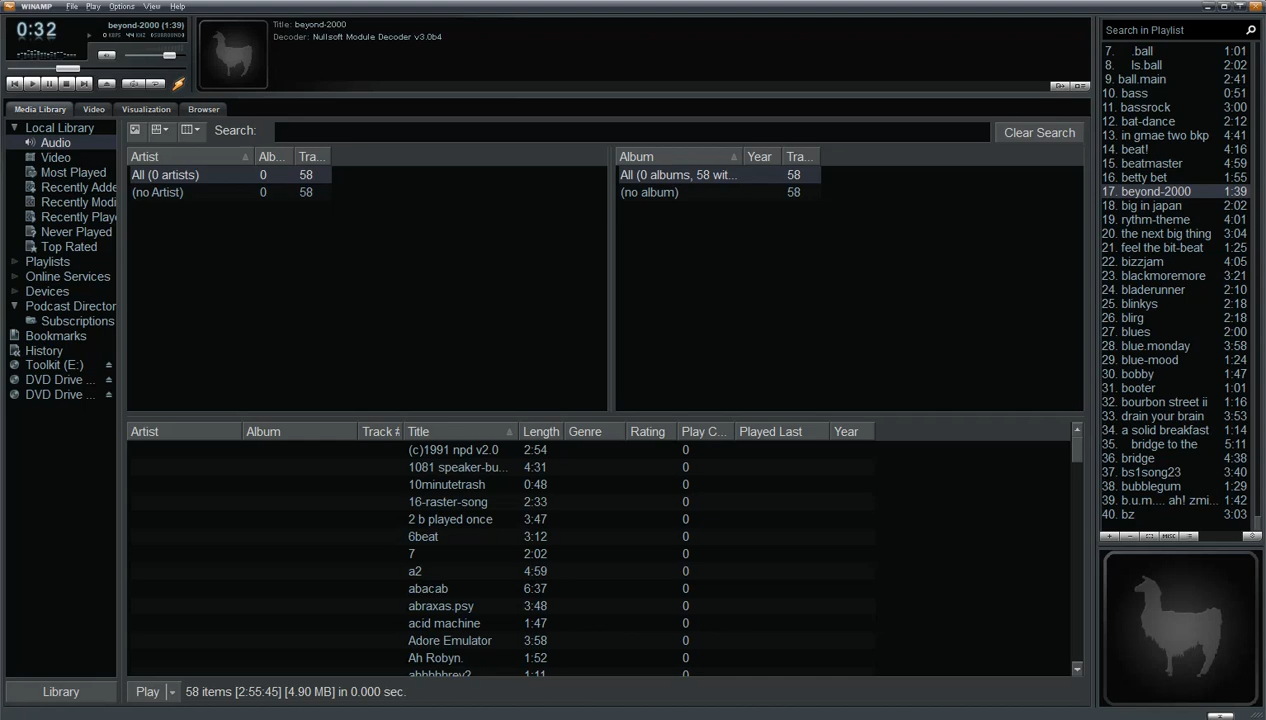 WINAMP File Play Options View Help
0:32
beyond-2000 (1:39)
0 KBPS 44 KHZ
Title: beyond-2000
Decoder: Nullsoft Module Decoder v3.0b4
Media Library Video Visualization Browser
Local Library
Audio
Video
Most Played
Recently Adde
Recently Modi
Recently Play
Never Played
Top Rated
Playlists
Online Services
Devices
Podcast Director
Subscriptions
Bookmarks
History
Toolkit (E:)
DVD Drive ...
DVD Drive ...
Library
Search: Clear Search
Artist Alb... Tra...
All (0 artists) 0 58
(no Artist) 0 58
Album Year Tra...
All (0 albums, 58 wit... 58
(no album) 58
Artist Album Track # Title Length Genre Rating Play C... Played Last Year
(c)1991 npd v2.0 2:54 0
1081 speaker-bu... 4:31 0
10minutetrash 0:48 0
16-raster-song 2:33 0
2 b played once 3:47 0
6beat 3:12 0
7 2:02 0
a2 4:59 0
abacab 6:37 0
abraxas.psy 3:48 0
acid machine 1:47 0
Adore Emulator 3:58 0
Ah Robyn. 1:52 0
1:11 0
Play 58 items [2:55:45] [4.90 MB] in 0.000 sec.
Search in Playlist
7. .ball 1:01
8. ls.ball 2:02
9. ball.main 2:41
10. bass 0:51
11. bassrock 3:00
12. bat-dance 2:12
13. in gmae two bkp 4:41
14. beat! 4:16
15. beatmaster 4:59
16. betty bet 1:55
17. beyond-2000 1:39
18. big in japan 2:02
19. rythm-theme 4:01
20. the next big thing 3:04
21. feel the bit-beat 1:25
22. bizzjam 4:05
23. blackmoremore 3:21
24. bladerunner 2:10
25. blinkys 2:18
26. blirg 2:18
27. blues 2:00
28. blue.monday 3:58
29. blue-mood 1:24
30. bobby 1:47
31. booter 1:01
32. bourbon street ii 1:16
33. drain your brain 3:53
34. a solid breakfast 1:14
35. bridge to the 5:11
36. bridge 4:38
37. bs1song23 3:40
38. bubblegum 1:29
39. b.u.m.... ah! zmi... 1:42
40. bz 3:03
MISC